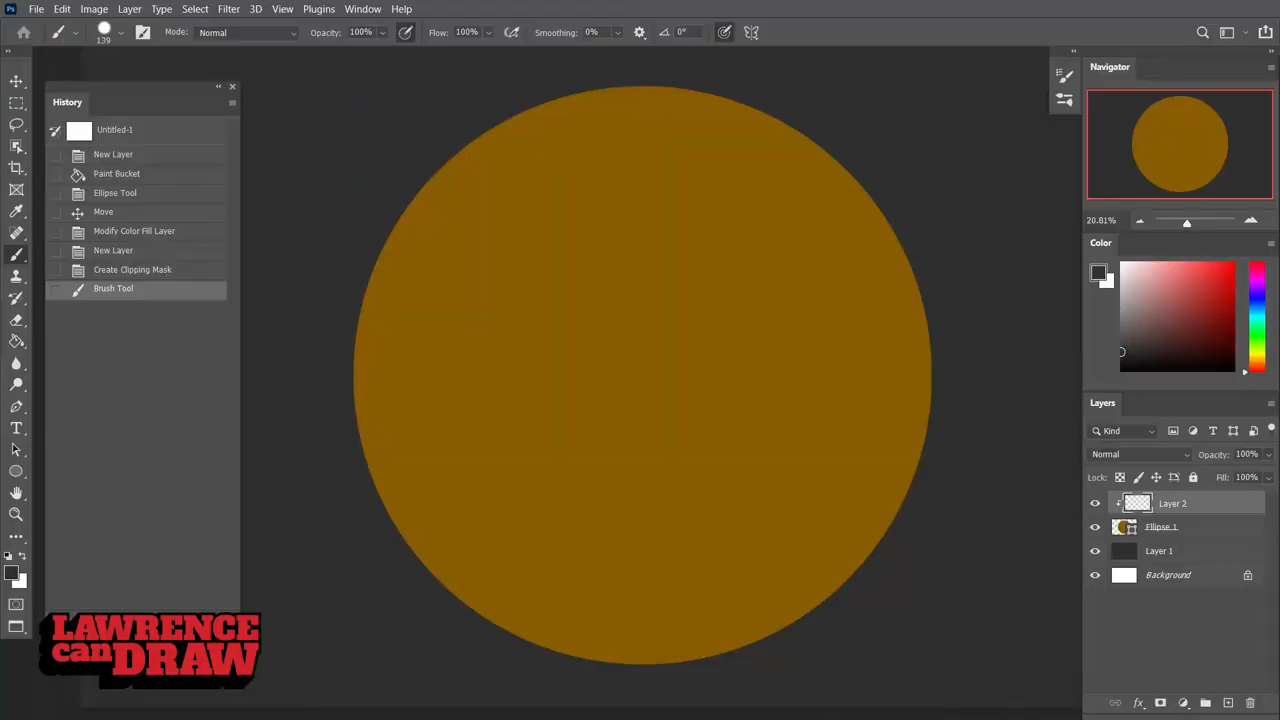 Ps File Edit Image Layer Type Select Filter 3D View Plugins Window Help
139 Mode: Normal Opacity: 100% Flow: 100% Smoothing: 0% 0°
History
Untitled-1
New Layer
Paint Bucket
Ellipse Tool
Move
Modify Color Fill Layer
New Layer
Create Clipping Mask
Brush Tool
Navigator
20.81%
Color
Layers
Kind
Normal Opacity: 100%
Lock: Fill: 100%
Layer 2
Ellipse 1
Layer 1
Background
LAWRENCE
can DRAW